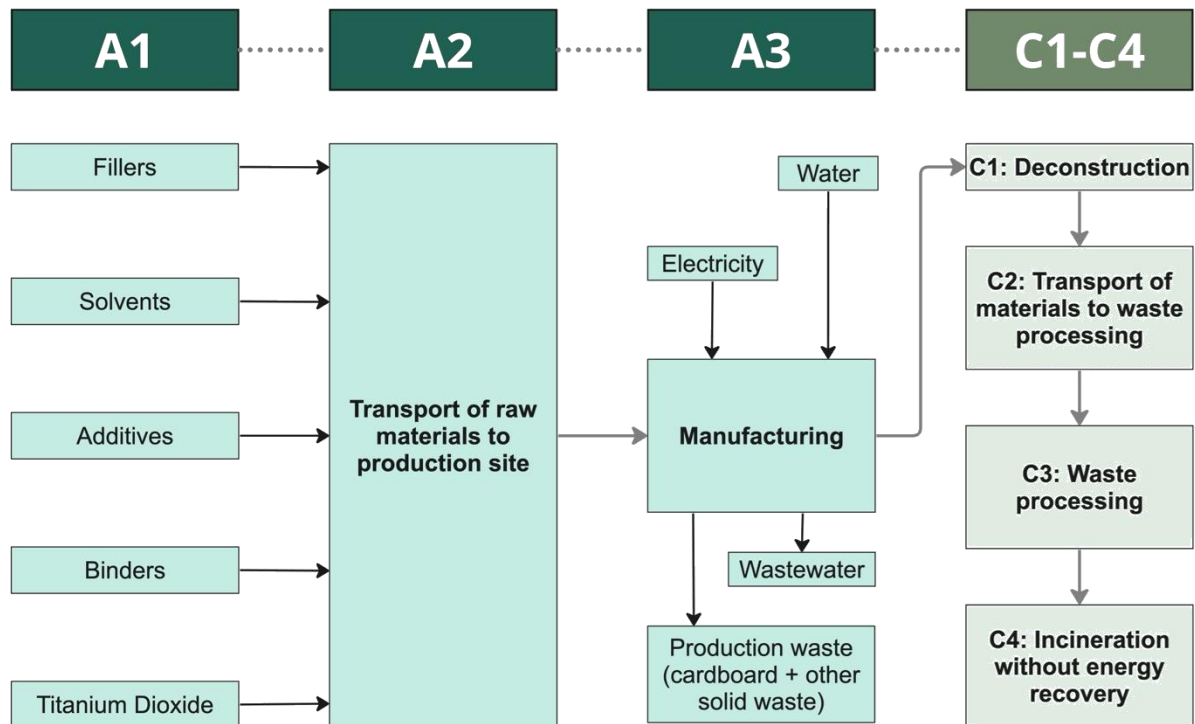 A1
A2
A3
C1-C4
Fillers
Solvents
Additives
Binders
Titanium Dioxide
Transport of raw
materials to
production site
Water
Electricity
Manufacturing
Wastewater
Production waste
(cardboard + other
solid waste)
C1: Deconstruction
C2: Transport of
materials to waste
processing
C3: Waste
processing
C4: Incineration
without energy
recovery